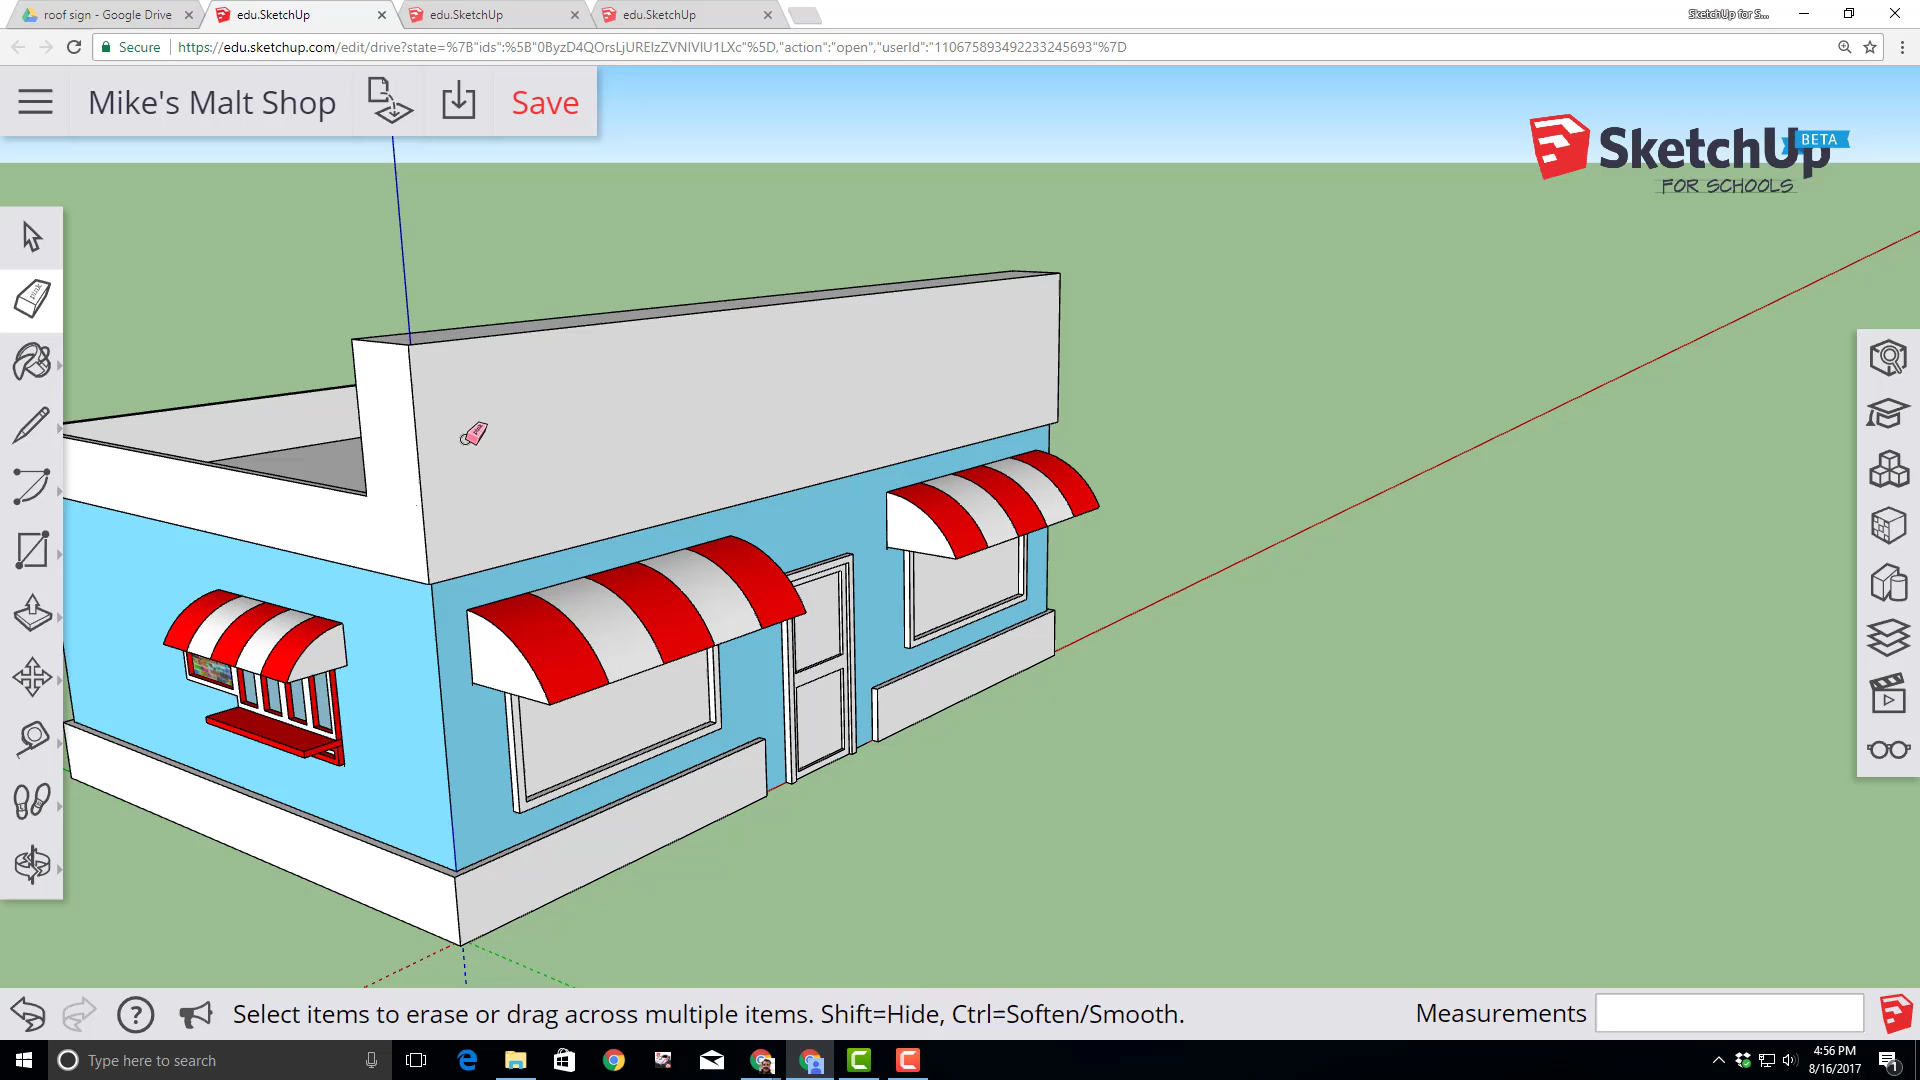 roof sign - Google Drive
edu.SketchUp
edu.SketchUp
edu.SketchUp
SketchUp for S...
Secure
https://edu.sketchup.com/edit/drive?state=%7B"ids":%5B"0ByzD4QOrsLjUREIzZVNIVlU1LXc"%5D,"action":"open","userId":"110675893492233245693"%7D
Mike's Malt Shop
Save
SketchUp
BETA
FOR SCHOOLS
Select items to erase or drag across multiple items. Shift=Hide, Ctrl=Soften/Smooth.
Measurements
Type here to search
4:56 PM
8/16/2017
1